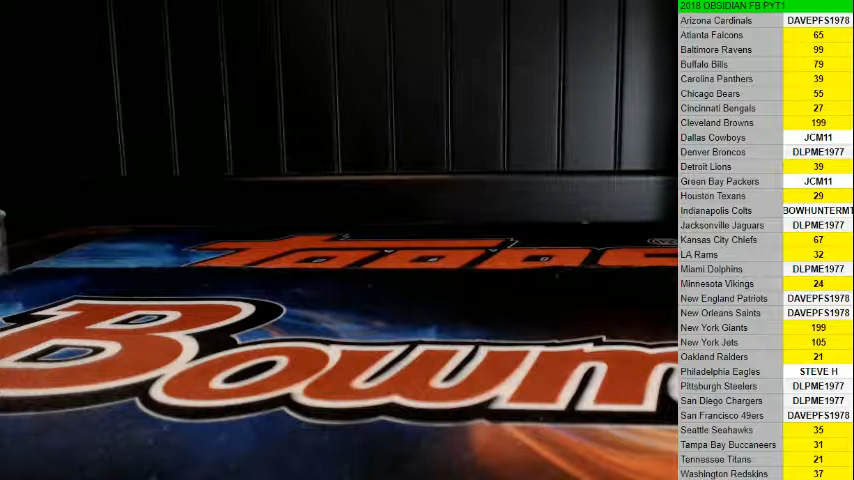 2018 OBSIDIAN FB PYT1
Arizona Cardinals DAVEPFS1978
Atlanta Falcons 65
Baltimore Ravens 99
Buffalo Bills 79
Carolina Panthers 39
Chicago Bears 55
Cincinnati Bengals 27
Cleveland Browns 199
Dallas Cowboys JCM11
Denver Broncos DLPME1977
Detroit Lions 39
Green Bay Packers JCM11
Houston Texans 29
Indianapolis Colts BOWHUNTERMT
Jacksonville Jaguars DLPME1977
Kansas City Chiefs 67
LA Rams 32
Miami Dolphins DLPME1977
Minnesota Vikings 24
New England Patriots DAVEPFS1978
New Orleans Saints DAVEPFS1978
New York Giants 199
New York Jets 105
Oakland Raiders 21
Philadelphia Eagles STEVE H
Pittsburgh Steelers DLPME1977
San Diego Chargers DLPME1977
San Francisco 49ers DAVEPFS1978
Seattle Seahawks 35
Tampa Bay Buccaneers 31
Tennessee Titans 21
Washington Redskins 37
Bowm